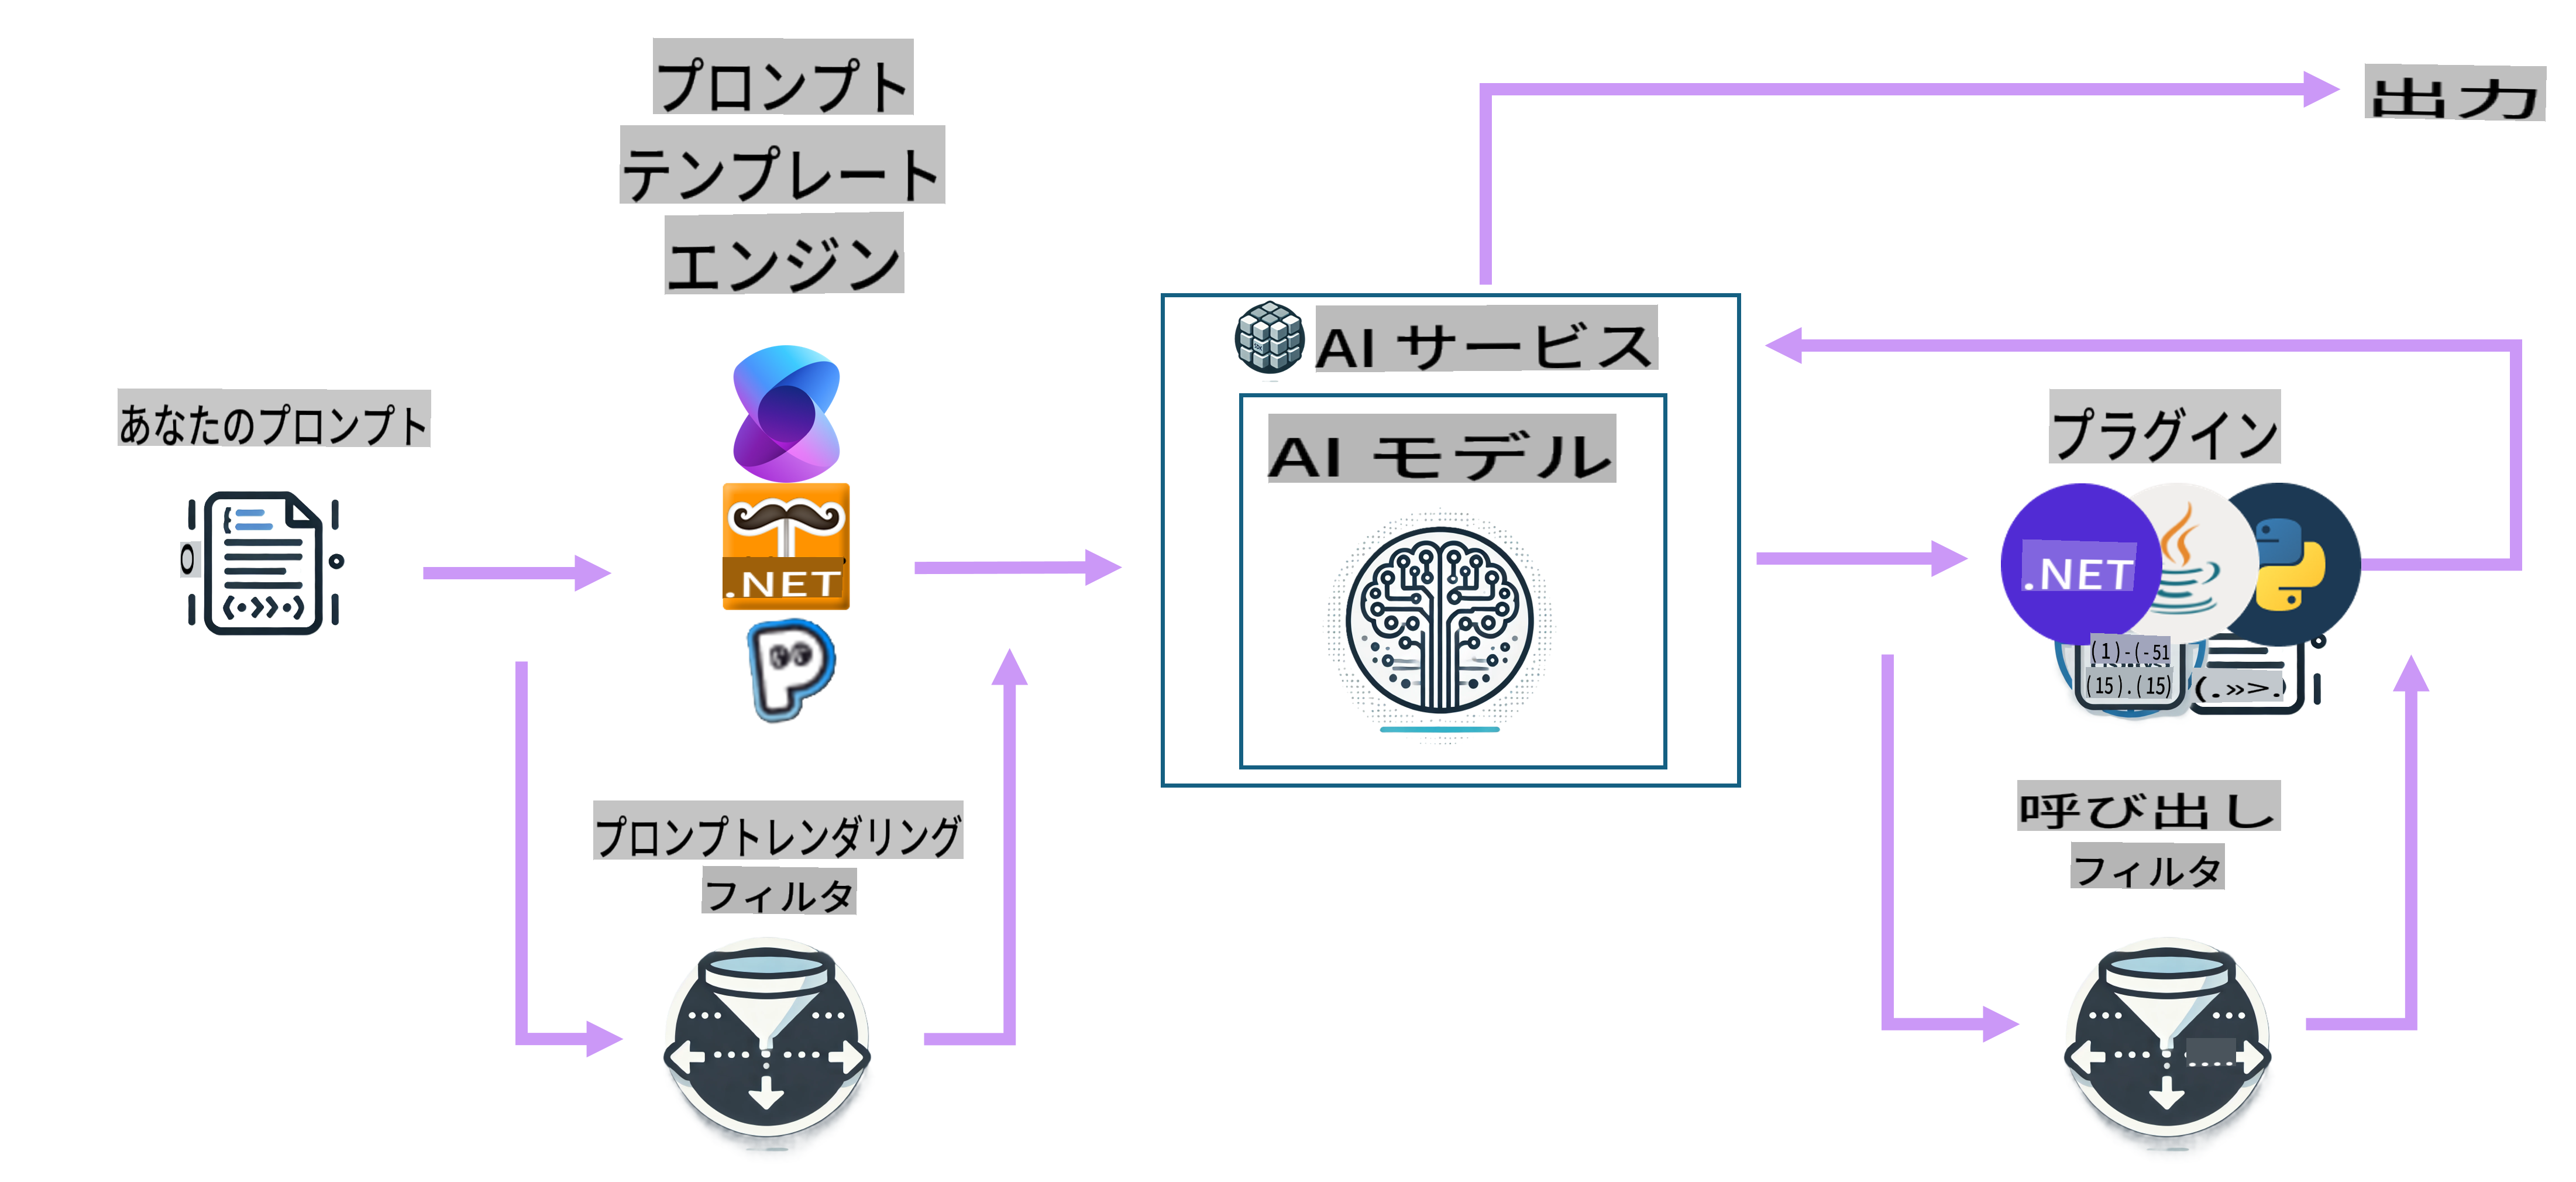 プロンプト
テンプレート
エンジン
出力
AI サービス
AI モデル
あなたのプロンプト
プラグイン
.NET
.NET
(1)-(-51
(15).(15)
(.»>.)
プロンプトレンダリング
フィルタ
呼び出し
フィルタ